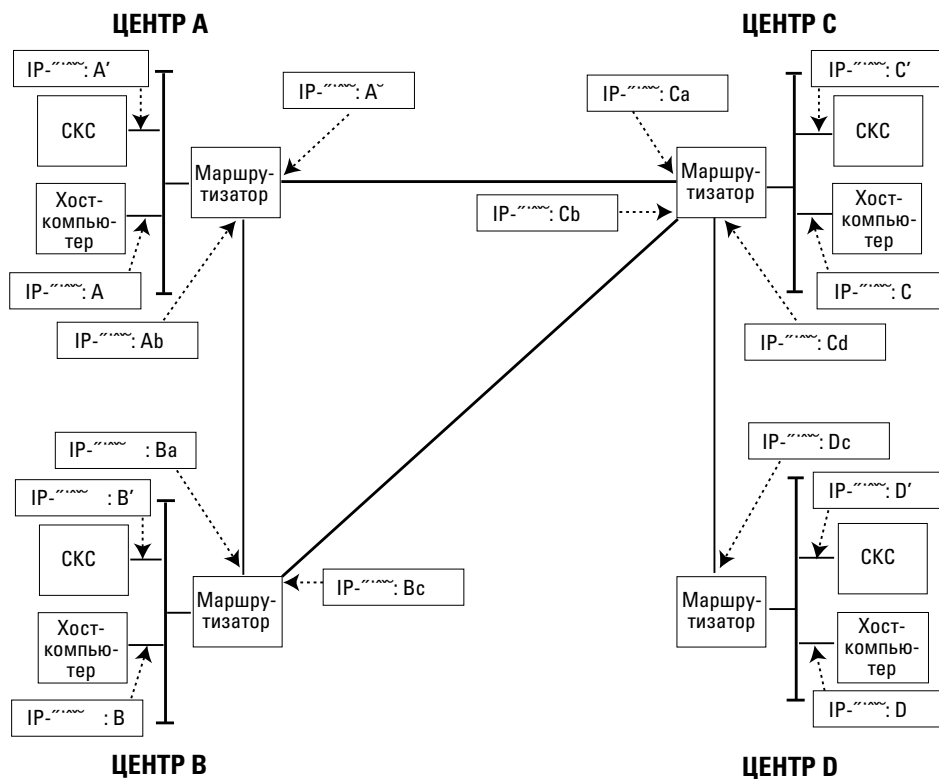 ЦЕНТР А
ЦЕНТР С
IP- : A'
IP- : A
IP- : Ca
IP- : C'
СКС
Маршру-
тизатор
Хост-
компью-
тер
IP- : Cb
Маршру-
тизатор
СКС
Хост-
компью-
тер
IP- : A
IP- : C
IP- : Ab
IP- : Cd
IP- : Ba
IP- : Dc
IP- : B'
IP- : D'
СКС
Маршру-
тизатор
IP- : Bc
Хост-
компью-
тер
Маршру-
тизатор
СКС
Хост-
компью-
тер
IP- : B
IP- : D
ЦЕНТР В
ЦЕНТР D